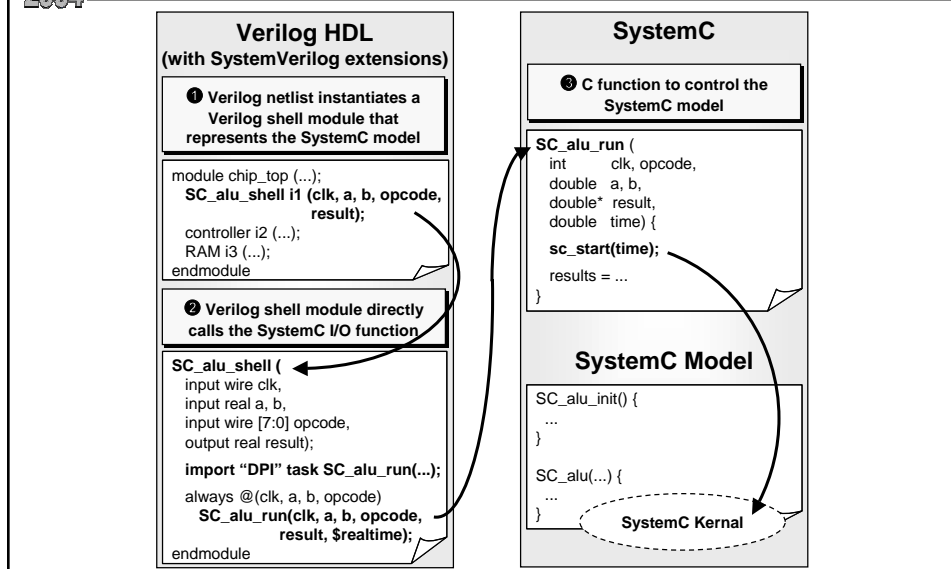 2004
Verilog HDL
(with SystemVerilog extensions)
❶ Verilog netlist instantiates a
Verilog shell module that
represents the SystemC model
module chip_top (...);
SC_alu_shell i1 (clk, a, b, opcode,
result);
controller i2 (...);
RAM i3 (...);
endmodule
❷ Verilog shell module directly
calls the SystemC I/O function
SC_alu_shell (
input wire clk,
input real a, b,
input wire [7:0] opcode,
output real result);
import “DPI” task SC_alu_run(...);
always @(clk, a, b, opcode)
SC_alu_run(clk, a, b, opcode,
result, $realtime);
endmodule
SystemC
❸ C function to control the
SystemC model
SC_alu_run (
int clk, opcode,
double a, b,
double* result,
double time) {
sc_start(time);
results = ...
}
SystemC Model
SC_alu_init() {
...
}
SC_alu(...) {
...
}
SystemC Kernal